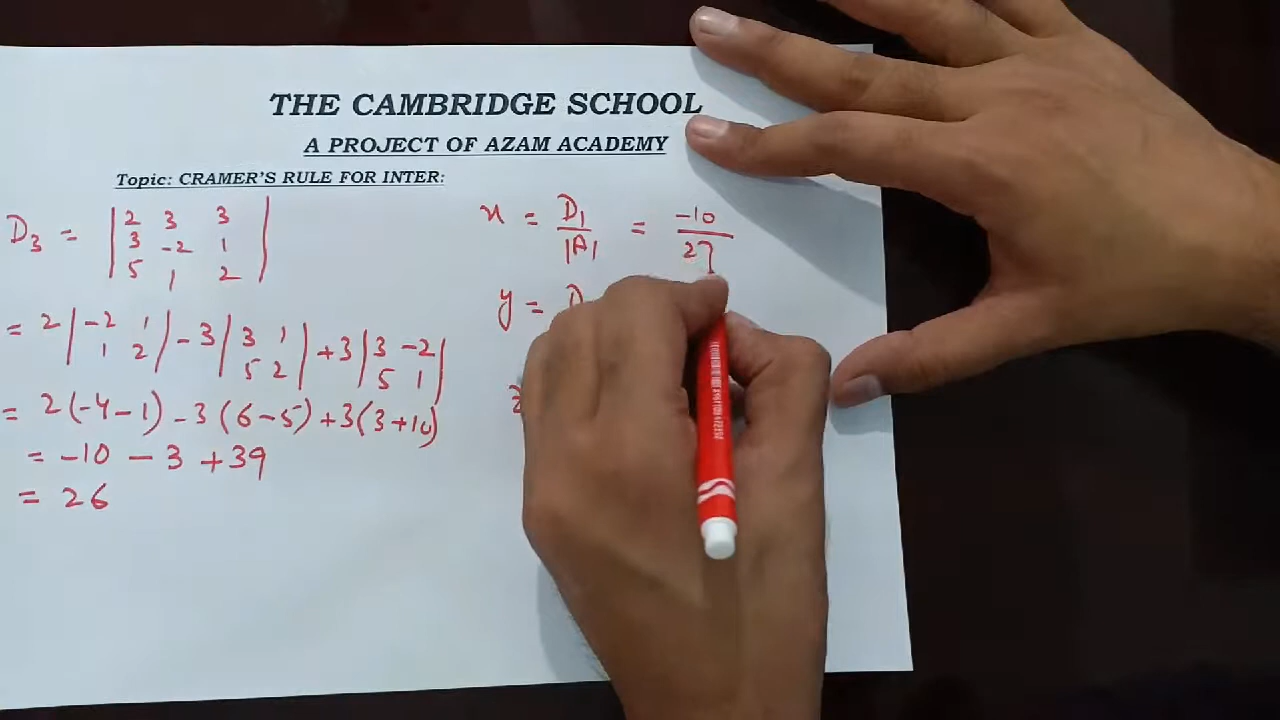 THE CAMBRIDGE SCHOOL
A PROJECT OF AZAM ACADEMY
Topic: CRAMER'S RULE FOR INTER:
D₃ = | 2 3 3 |
| 3 -2 1 |
| 5 1 2 |
= 2 | -2 1 | - 3 | 3 1 | + 3 | 3 -2 |
| 1 2 | | 5 2 | | 5 1 |
= 2(-4-1) - 3(6-5) + 3(3+10)
= -10 - 3 + 39
= 26
x = D₁/|A| = -10/27
y = D
z